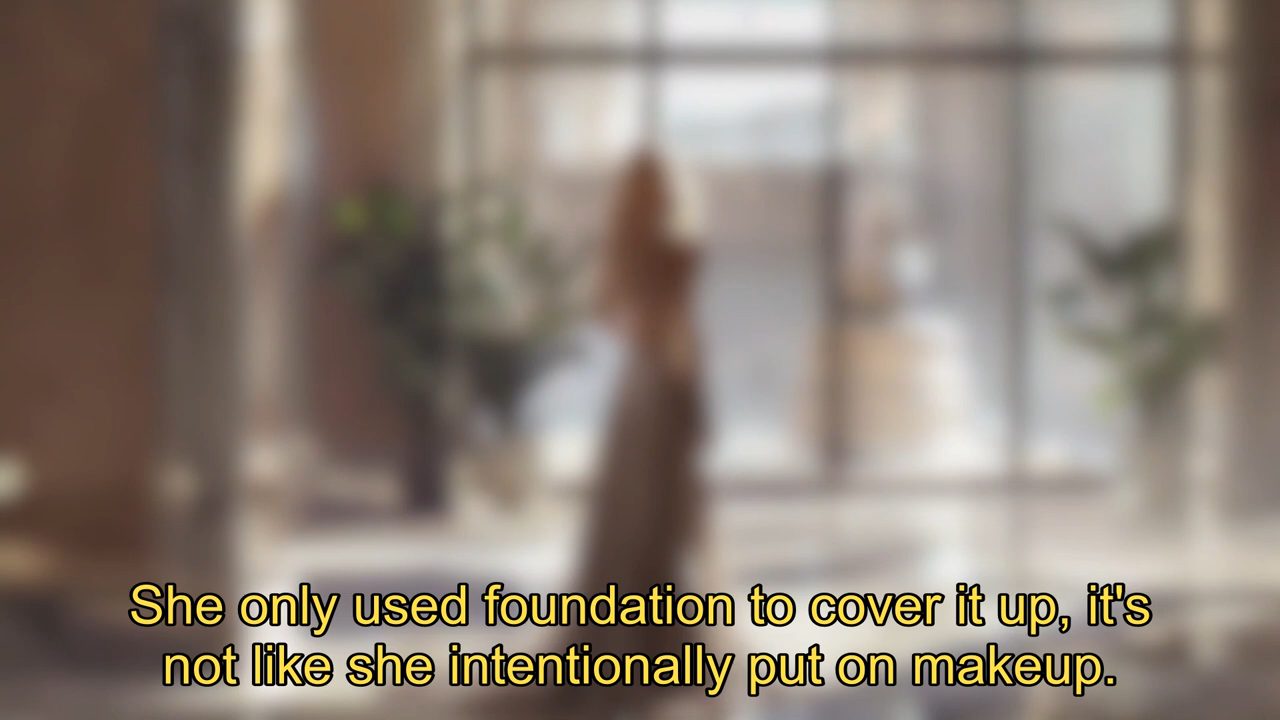 She only used foundation to cover it up, it's
not like she intentionally put on makeup.